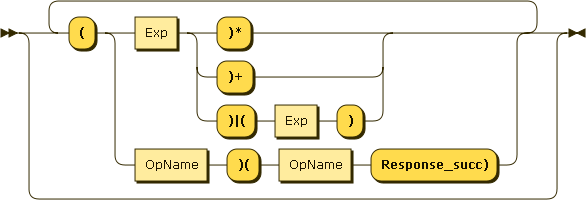 ( Exp )*
)+
)|( Exp )
OpName )( OpName Response_succ)